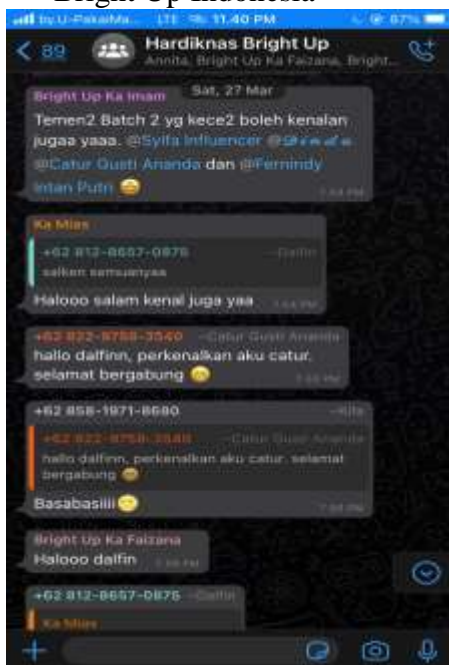 Bright Up Indonesia
LTE 11.40 PM 87%
89
Hardiknas Bright Up
Annita, Bright Up Ka Faizana, Bright...
Sat, 27 Mar
Bright Up Ka Imam
Temen2 Batch 2 yg kece2 boleh kenalan
jugaa yaaa. @Syifa Influencer
@Catur Gusti Ananda dan @Fernindy
Intan Putri 😄
Ka Mias
+62 812-8657-0875 ~Dalfin
salken semuanyaa
Halooo salam kenal juga yaa
+62 822-9758-3540 ~Catur Gusti Ananda
hallo dalfinn, perkenalkan aku catur.
selamat bergabung 😁
+62 858-1971-8680
+62 822-9758-3540 ~Catur Gusti Ananda
hallo dalfinn, perkenalkan aku catur. selamat
bergabung 😁
Basabasiiii
Bright Up Ka Faizana
Halooo dalfin
+62 812-8657-0875 ~Dalfin
Ka Mias